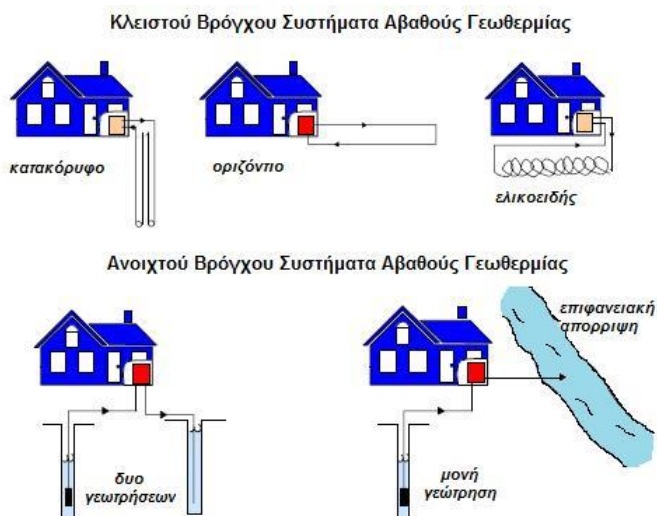 Κλειστού Βρόγχου Συστήματα Αβαθούς Γεωθερμίας
κατακόρυφο
οριζόντιο
ελικοειδής
Ανοιχτού Βρόγχου Συστήματα Αβαθούς Γεωθερμίας
επιφανειακή
απορριψη
δυο
γεωτρήσεων
μονή
γεώτρηση